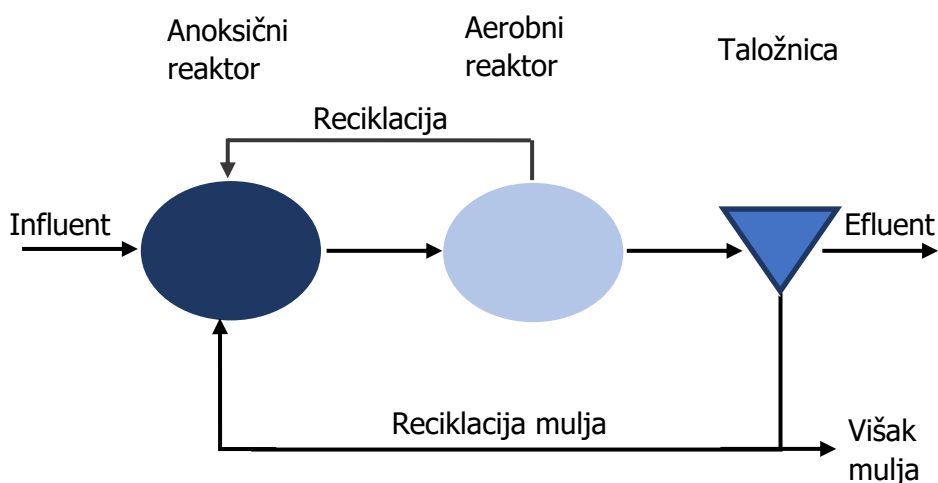 Anoksični
reaktor
Aerobni
reaktor
Taložnica
Reciklacija
Influent
Efluent
Reciklacija mulja
Višak
mulja